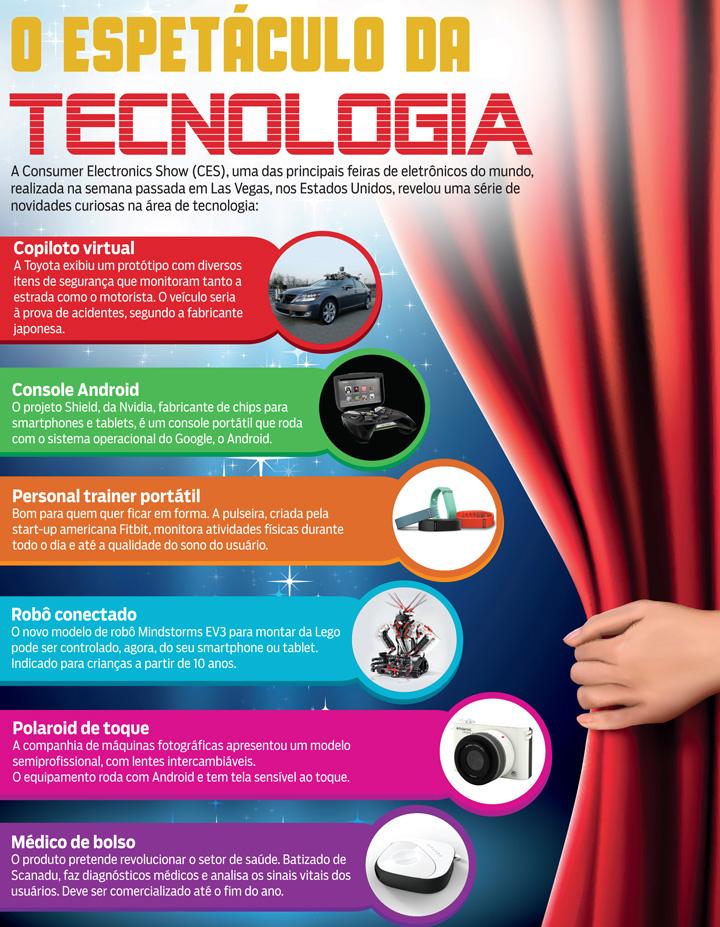 O ESPETÁCULO DA
TECNOLOGIA
A Consumer Electronics Show (CES), uma das principais feiras de eletrônicos do mundo,
realizada na semana passada em Las Vegas, nos Estados Unidos, revelou uma série de
novidades curiosas na área de tecnologia:
Copiloto virtual
A Toyota exibiu um protótipo com diversos
itens de segurança que monitoram tanto a
estrada como o motorista. O veículo seria
à prova de acidentes, segundo a fabricante
japonesa.
Console Android
O projeto Shield, da Nvidia, fabricante de chips para
smartphones e tablets, é um console portátil que roda
com o sistema operacional do Google, o Android.
Personal trainer portátil
Bom para quem quer ficar em forma. A pulseira, criada pela
start-up americana Fitbit, monitora atividades físicas durante
todo o dia e até a qualidade do sono do usuário.
Robô conectado
O novo modelo de robô Mindstorms EV3 para montar da Lego
pode ser controlado, agora, do seu smartphone ou tablet.
Indicado para crianças a partir de 10 anos.
Polaroid de toque
A companhia de máquinas fotográficas apresentou um modelo
semiprofissional, com lentes intercambiáveis.
O equipamento roda com Android e tem tela sensível ao toque.
Polaroid
Médico de bolso
O produto pretende revolucionar o setor de saúde. Batizado de
Scanadu, faz diagnósticos médicos e analisa os sinais vitais dos
usuários. Deve ser comercializado até o fim do ano.